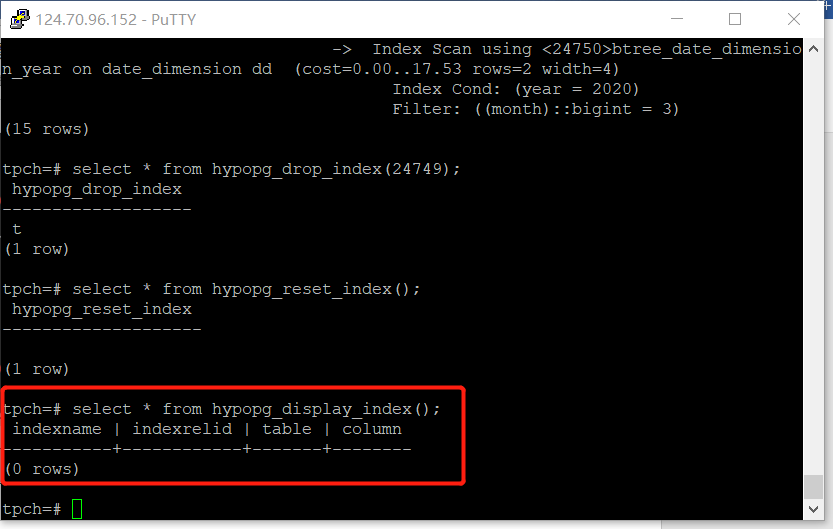 124.70.96.152 - PuTTY
->  Index Scan using <24750>btree_date_dimensio
n_year on date_dimension dd  (cost=0.00..17.53 rows=2 width=4)
Index Cond: (year = 2020)
Filter: ((month)::bigint = 3)
(15 rows)
tpch=# select * from hypopg_drop_index(24749);
 hypopg_drop_index
-------------------
 t
(1 row)
tpch=# select * from hypopg_reset_index();
 hypopg_reset_index
--------------------
(1 row)
tpch=# select * from hypopg_display_index();
 indexname | indexrelid | table | column
-----------+------------+-------+--------
(0 rows)
tpch=#